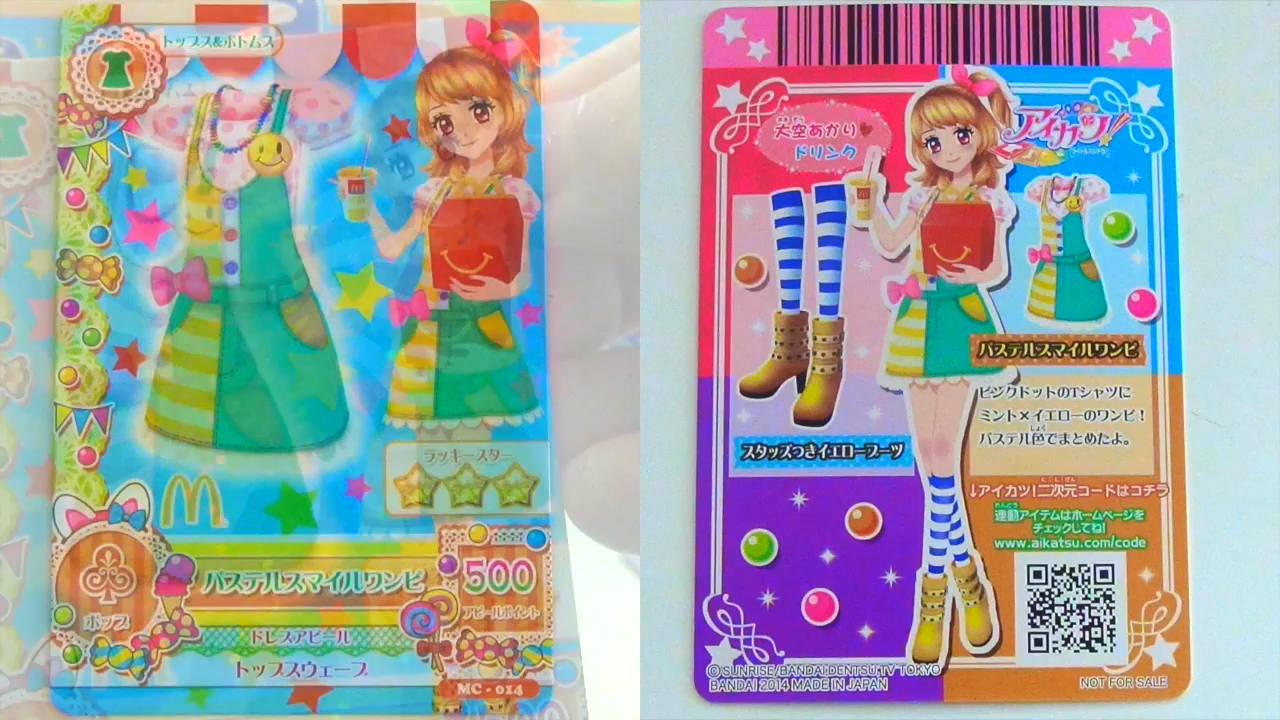 トップス&ボトムス
M
ラッキースター
ポップ
パステルスマイルワンピ
500
アピールポイント
ドレスアピール
トップスウェーブ
MC-014
大空あかり
ドリンク
アイカツ!
パステルスマイルワンピ
ピンクドットのTシャツに
ミント×イエローのワンピ!
パステル色でまとめたよ。
しょく
スタッズつきイエローブーツ
↓アイカツ!二次元コードはコチラ
連動アイテムはホームページを
チェックしてね!
www.aikatsu.com/code
© SUNRISE/BANDAI,DENTSU,TV TOKYO
BANDAI 2014 MADE IN JAPAN
NOT FOR SALE